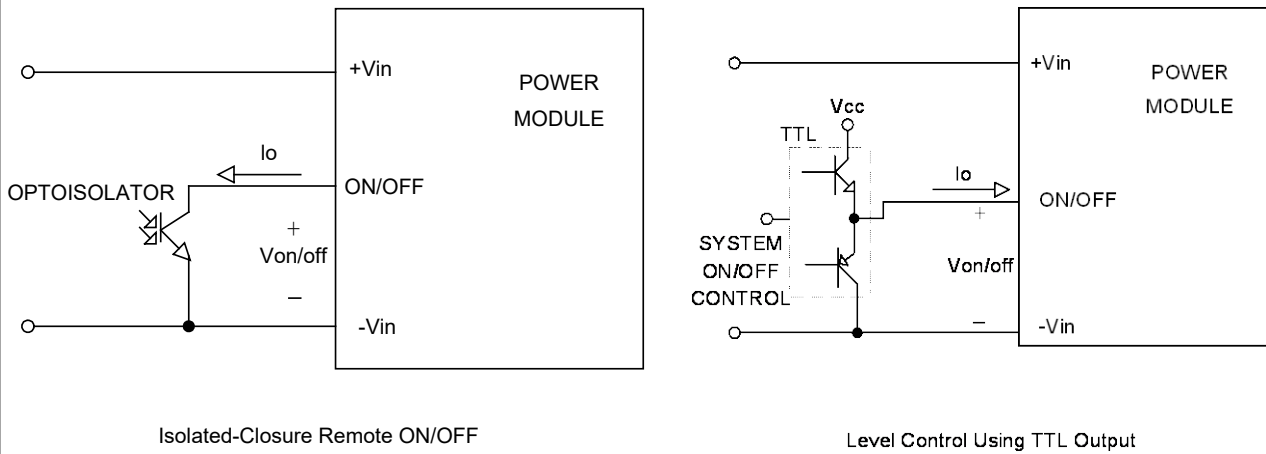 +Vin
POWER
MODULE
Io
ON/OFF
OPTOISOLATOR
+
Von/off
−
-Vin
Isolated-Closure Remote ON/OFF
+Vin
POWER
MODULE
Vcc
TTL
Io
ON/OFF
+
SYSTEM
ON/OFF
CONTROL
Von/off
−
-Vin
Level Control Using TTL Output